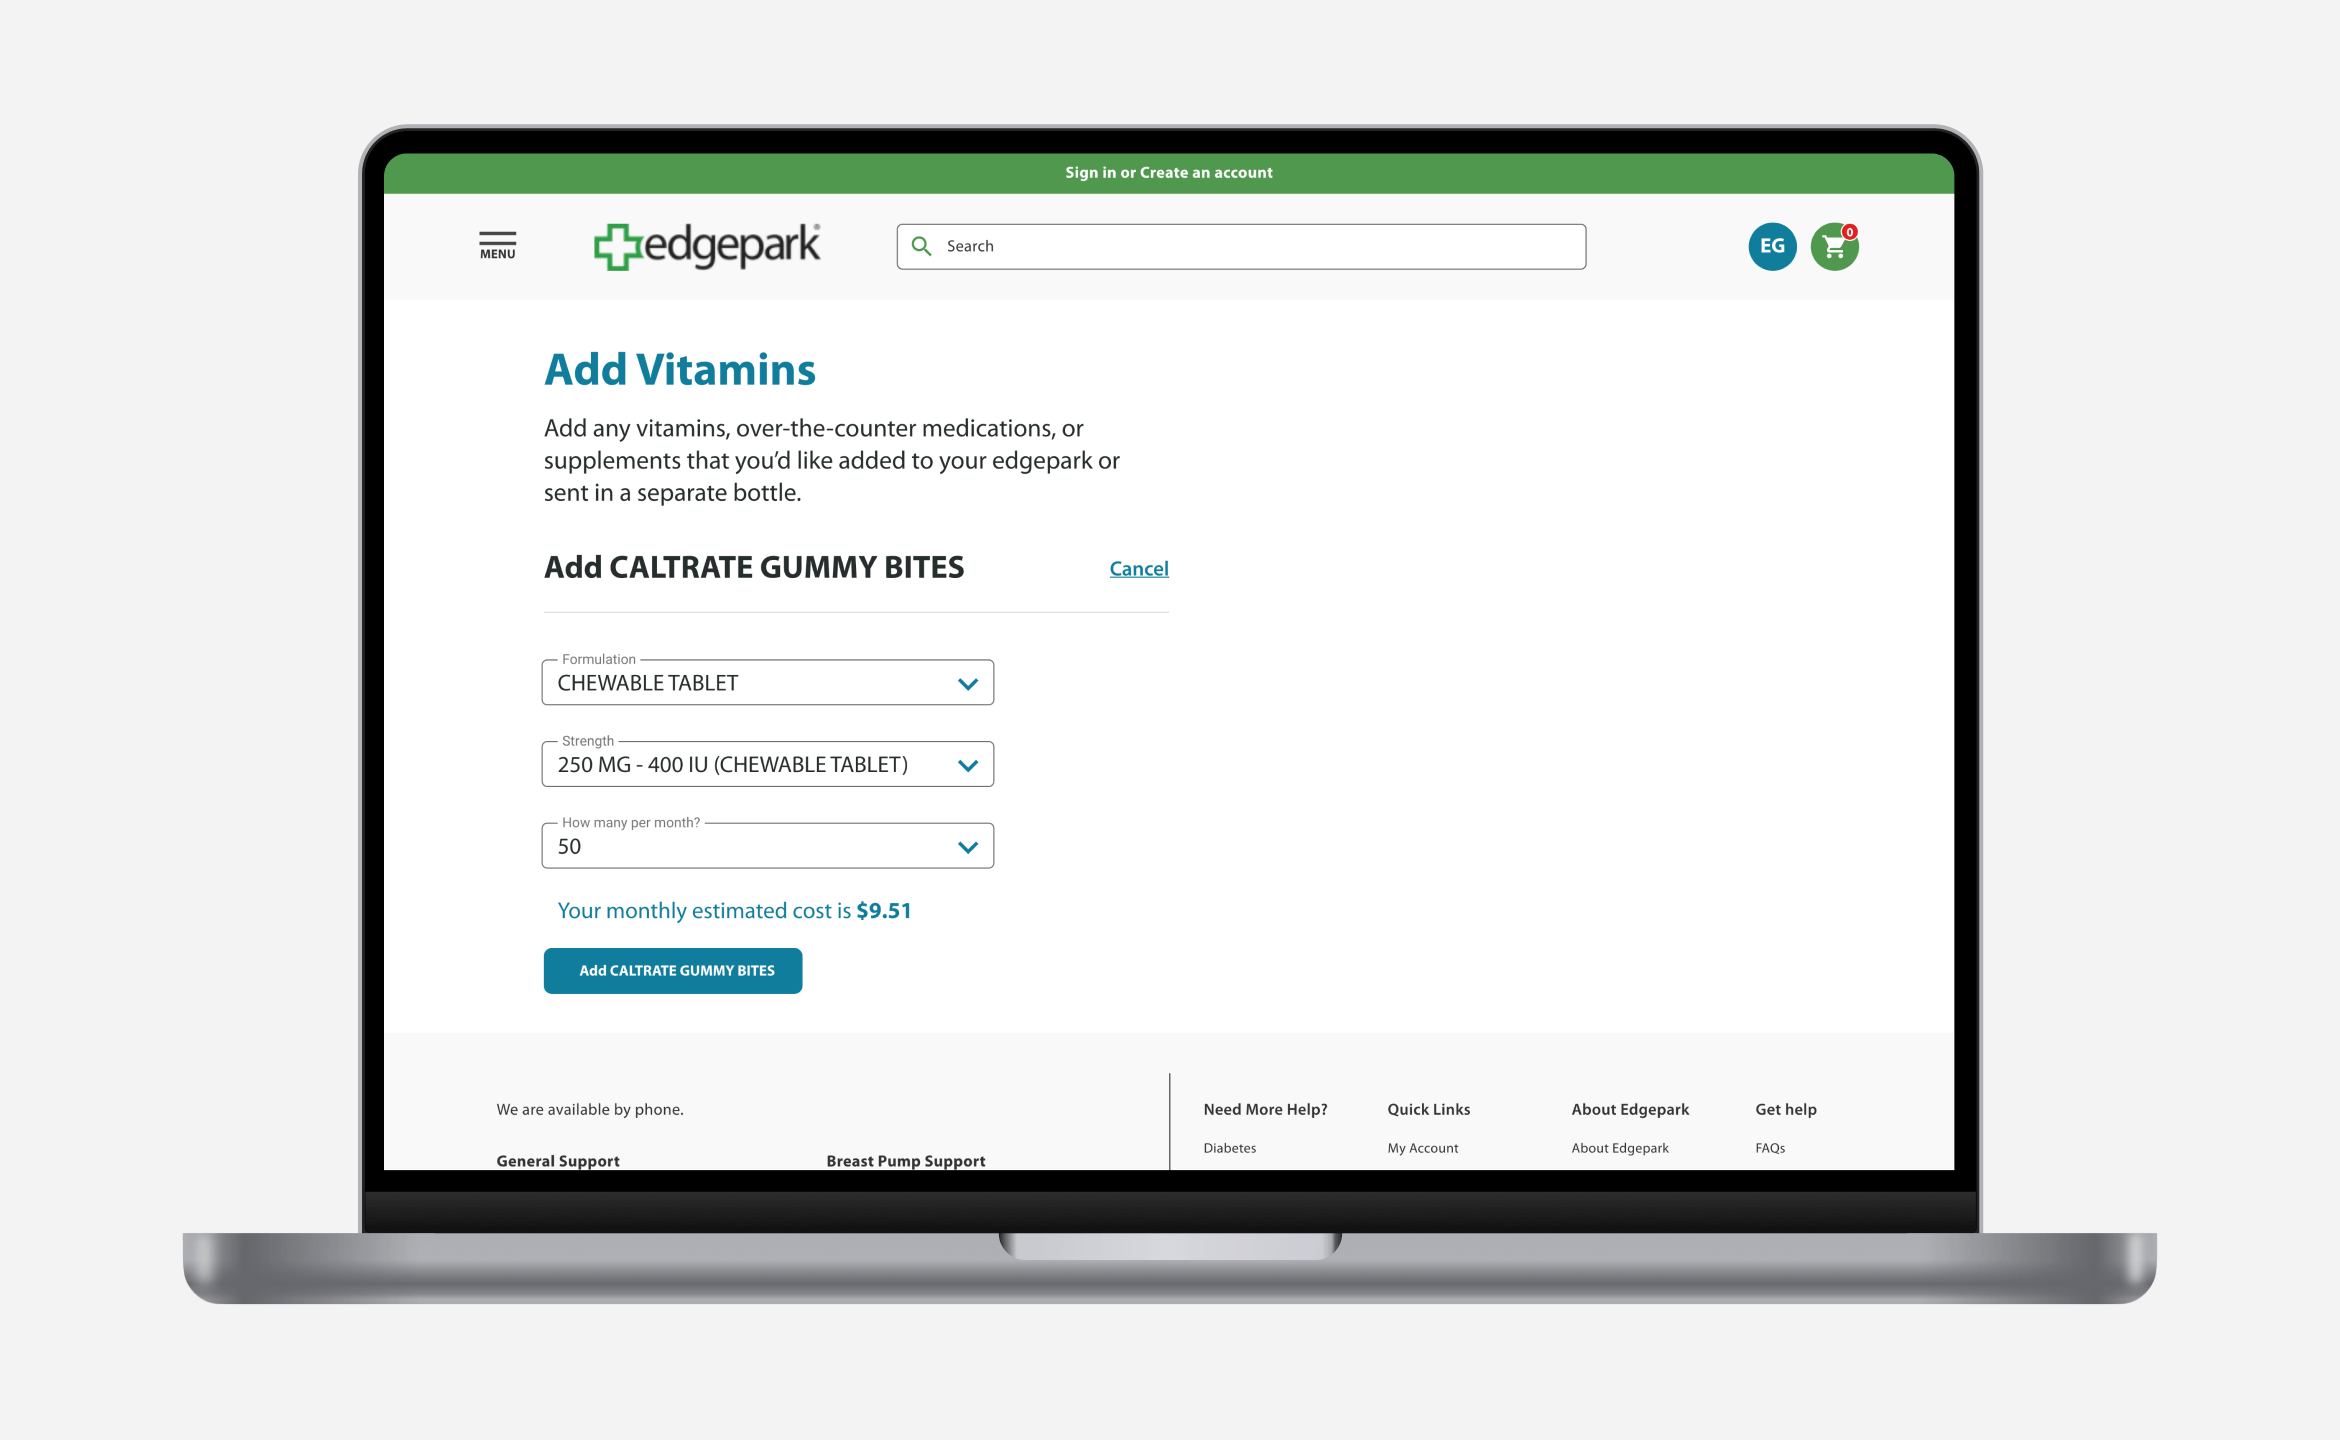 Sign in or Create an account
MENU
edgepark®
Search
EG
0
Add Vitamins
Add any vitamins, over-the-counter medications, or
supplements that you’d like added to your edgepark or
sent in a separate bottle.
Add CALTRATE GUMMY BITES
Cancel
Formulation
CHEWABLE TABLET
Strength
250 MG - 400 IU (CHEWABLE TABLET)
How many per month?
50
Your monthly estimated cost is $9.51
Add CALTRATE GUMMY BITES
We are available by phone.
General Support
Breast Pump Support
Need More Help?
Diabetes
Quick Links
My Account
About Edgepark
About Edgepark
Get help
FAQs